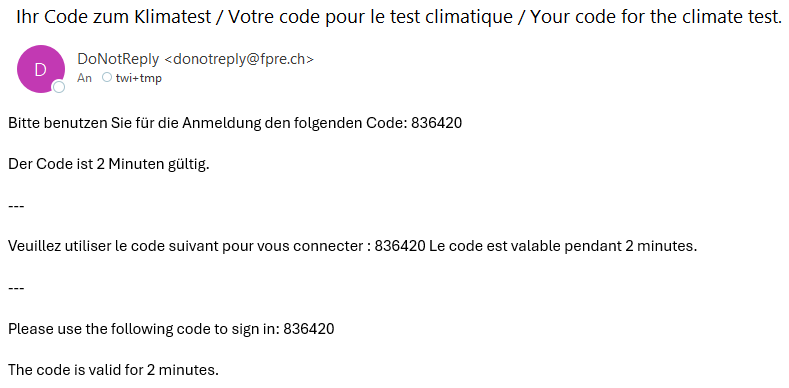 Ihr Code zum Klimatest / Votre code pour le test climatique / Your code for the climate test.
D
DoNotReply <donotreply@fpre.ch>
An twi+tmp
Bitte benutzen Sie für die Anmeldung den folgenden Code: 836420
Der Code ist 2 Minuten gültig.
---
Veuillez utiliser le code suivant pour vous connecter : 836420 Le code est valable pendant 2 minutes.
---
Please use the following code to sign in: 836420
The code is valid for 2 minutes.